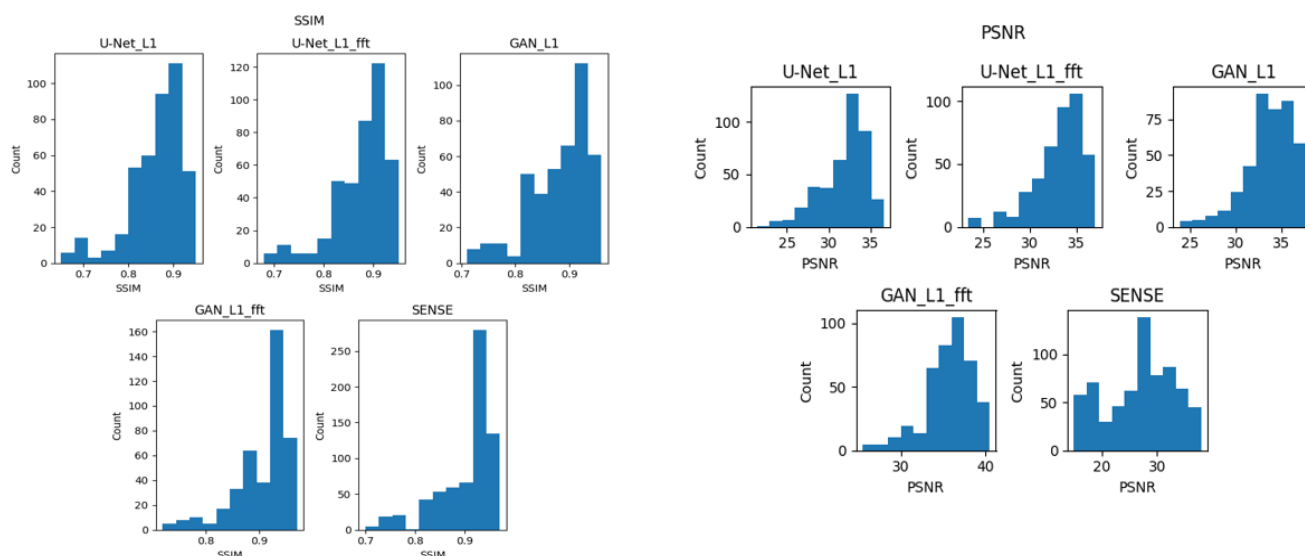 SSIM
U-Net_L1
U-Net_L1_fft
GAN_L1
100
80
60
40
20
0
Count
0.7 0.8 0.9
SSIM
120
100
80
60
40
20
0
Count
0.7 0.8 0.9
SSIM
100
80
60
40
20
0
Count
0.7 0.8 0.9
SSIM
GAN_L1_fft
SENSE
160
140
120
100
80
60
40
20
0
Count
0.8 0.9
SSIM
250
200
150
100
50
0
Count
0.7 0.8 0.9
SSIM
PSNR
U-Net_L1
U-Net_L1_fft
GAN_L1
100
50
0
Count
25 30 35
PSNR
100
50
0
Count
25 30 35
PSNR
75
50
25
0
Count
25 30 35
PSNR
GAN_L1_fft
SENSE
100
50
0
Count
30 40
PSNR
100
50
0
Count
20 30
PSNR